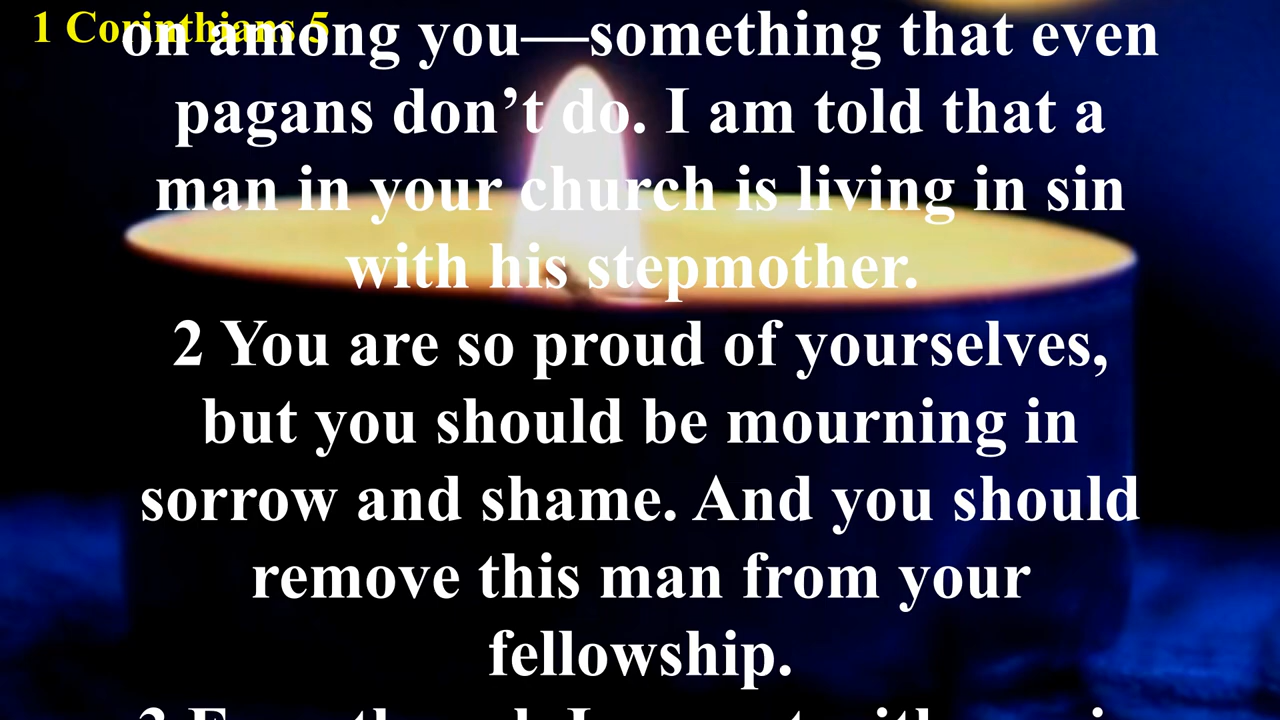 1 Corinthians 5
on among you—something that even
pagans don’t do. I am told that a
man in your church is living in sin
with his stepmother.
2 You are so proud of yourselves,
but you should be mourning in
sorrow and shame. And you should
remove this man from your
fellowship.